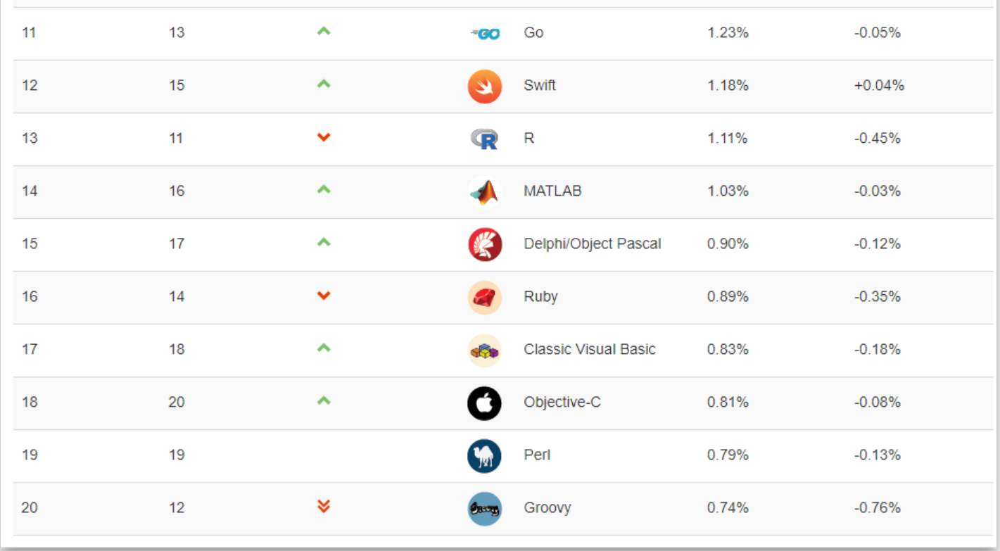 11 13 GO Go 1.23% -0.05%
12 15 Swift 1.18% +0.04%
13 11 R R 1.11% -0.45%
14 16 MATLAB 1.03% -0.03%
15 17 Delphi/Object Pascal 0.90% -0.12%
16 14 Ruby 0.89% -0.35%
17 18 Classic Visual Basic 0.83% -0.18%
18 20 Objective-C 0.81% -0.08%
19 19 Perl 0.79% -0.13%
20 12 Groovy Groovy 0.74% -0.76%